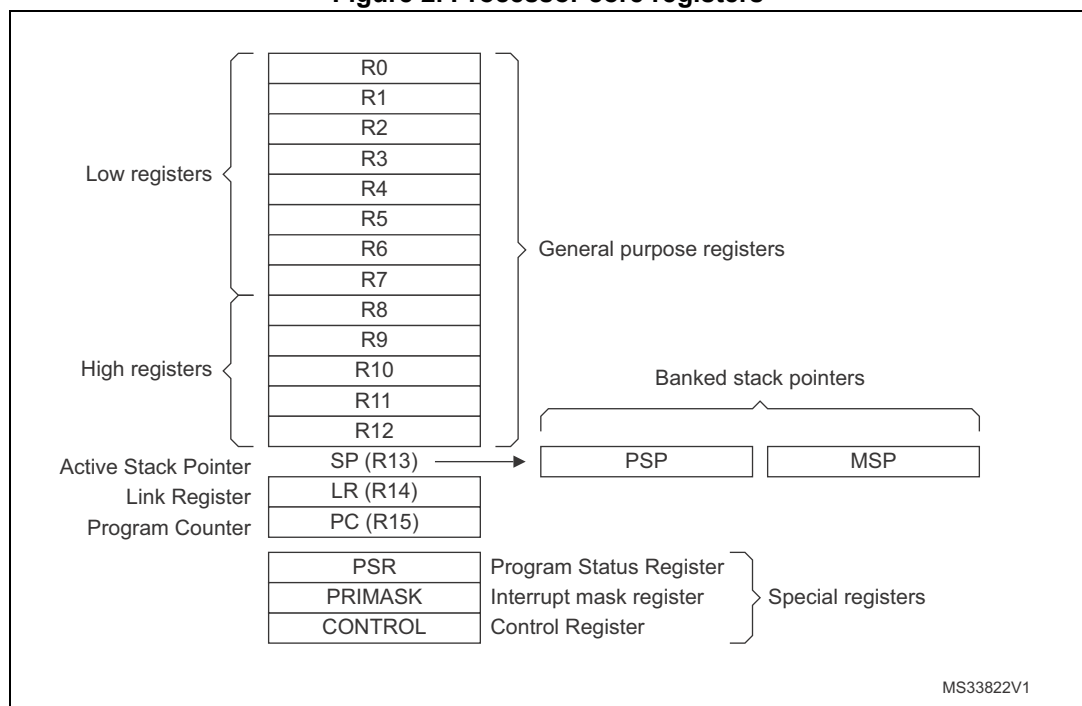 R0
R1
R2
R3
Low registers
R4
R5
R6
General purpose registers
R7
R8
R9
High registers
R10
Banked stack pointers
R11
R12
Active Stack Pointer
SP (R13)
PSP
MSP
Link Register
LR (R14)
Program Counter
PC (R15)
PSR
Program Status Register
PRIMASK
Interrupt mask register
Special registers
CONTROL
Control Register
MS33822V1